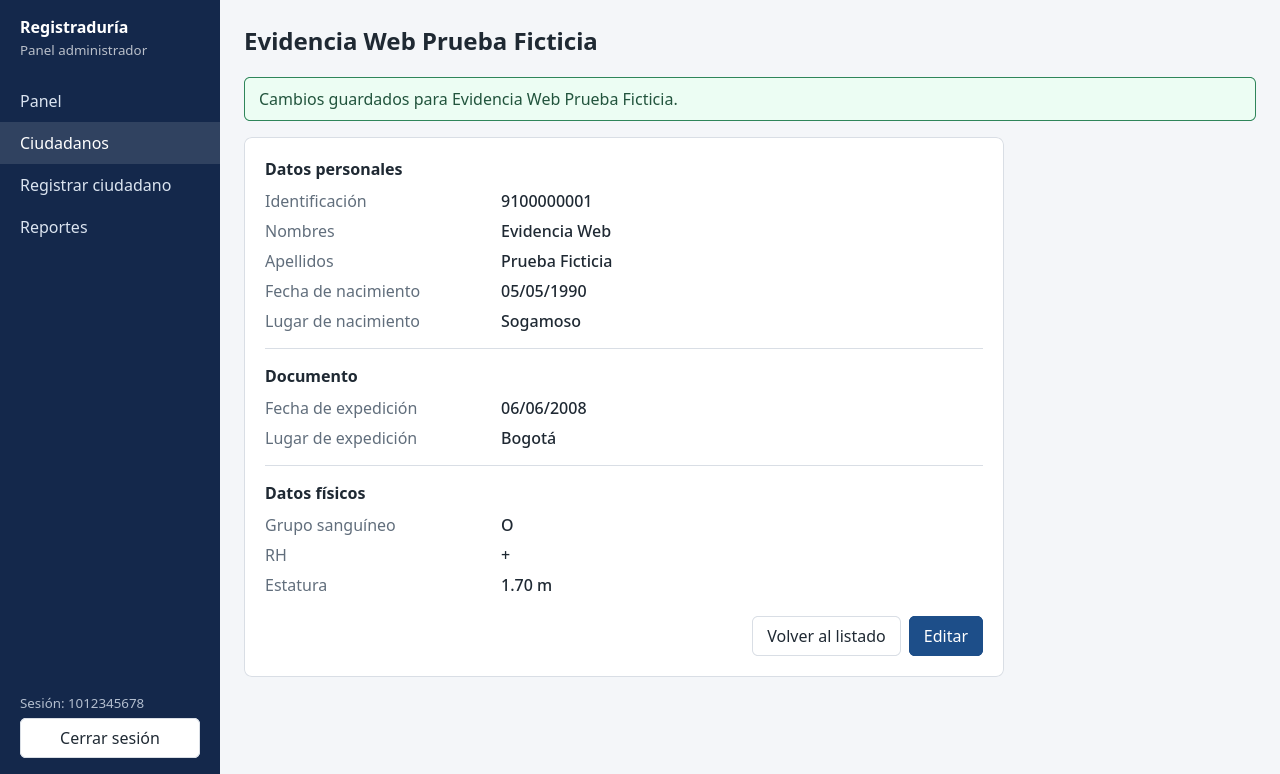 Registraduría
Panel administrador
Panel
Ciudadanos
Registrar ciudadano
Reportes
Sesión: 1012345678
Cerrar sesión
Evidencia Web Prueba Ficticia
Cambios guardados para Evidencia Web Prueba Ficticia.
Datos personales
Identificación 9100000001
Nombres Evidencia Web
Apellidos Prueba Ficticia
Fecha de nacimiento 05/05/1990
Lugar de nacimiento Sogamoso
Documento
Fecha de expedición 06/06/2008
Lugar de expedición Bogotá
Datos físicos
Grupo sanguíneo O
RH +
Estatura 1.70 m
Volver al listado Editar